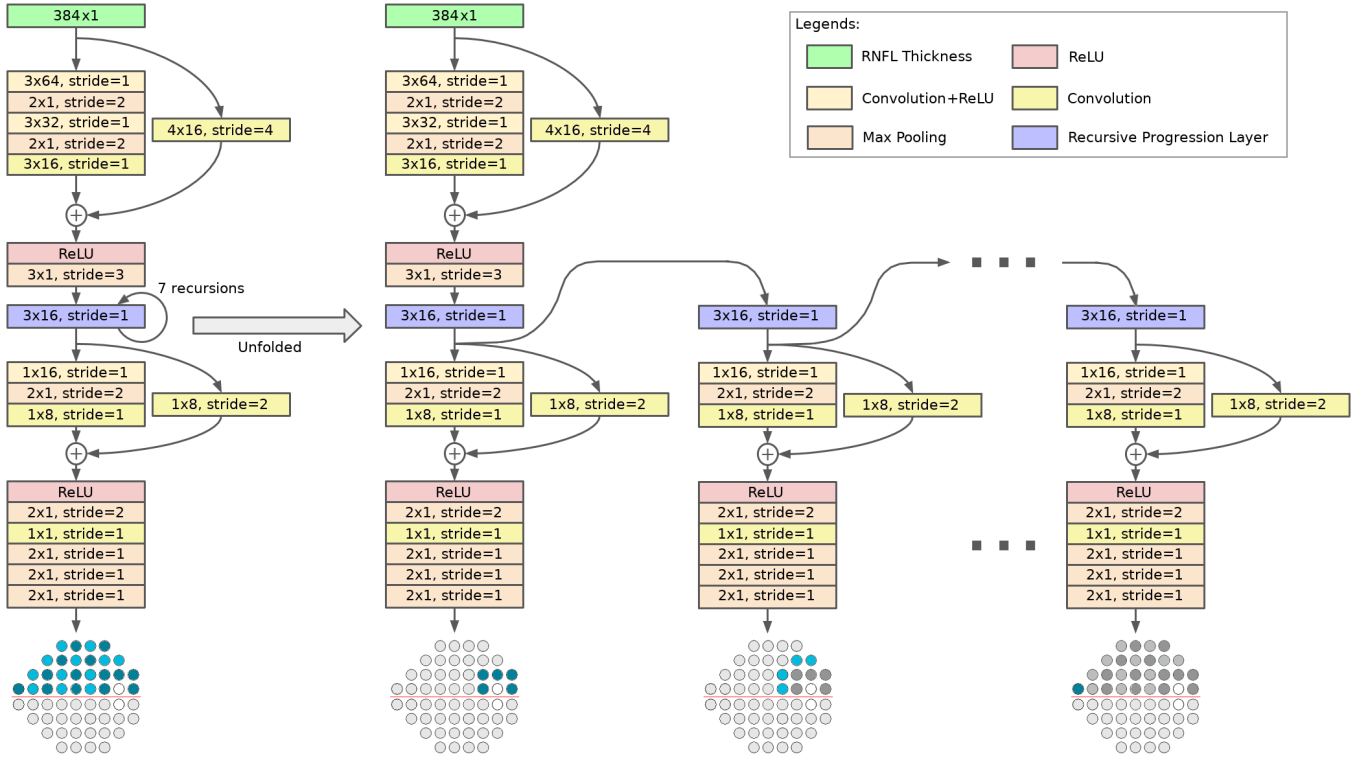 384x1
384x1
Legends:
RNFL Thickness
ReLU
Convolution+ReLU
Convolution
Max Pooling
Recursive Progression Layer
3x64, stride=1
2x1, stride=2
3x32, stride=1
2x1, stride=2
3x16, stride=1
4x16, stride=4
+
ReLU
3x1, stride=3
3x16, stride=1
7 recursions
Unfolded
1x16, stride=1
2x1, stride=2
1x8, stride=1
1x8, stride=2
+
ReLU
2x1, stride=2
1x1, stride=1
2x1, stride=1
2x1, stride=1
2x1, stride=1
3x64, stride=1
2x1, stride=2
3x32, stride=1
2x1, stride=2
3x16, stride=1
4x16, stride=4
+
ReLU
3x1, stride=3
3x16, stride=1
1x16, stride=1
2x1, stride=2
1x8, stride=1
1x8, stride=2
+
ReLU
2x1, stride=2
1x1, stride=1
2x1, stride=1
2x1, stride=1
2x1, stride=1
3x16, stride=1
1x16, stride=1
2x1, stride=2
1x8, stride=1
1x8, stride=2
+
ReLU
2x1, stride=2
1x1, stride=1
2x1, stride=1
2x1, stride=1
2x1, stride=1
3x16, stride=1
1x16, stride=1
2x1, stride=2
1x8, stride=1
1x8, stride=2
+
ReLU
2x1, stride=2
1x1, stride=1
2x1, stride=1
2x1, stride=1
2x1, stride=1